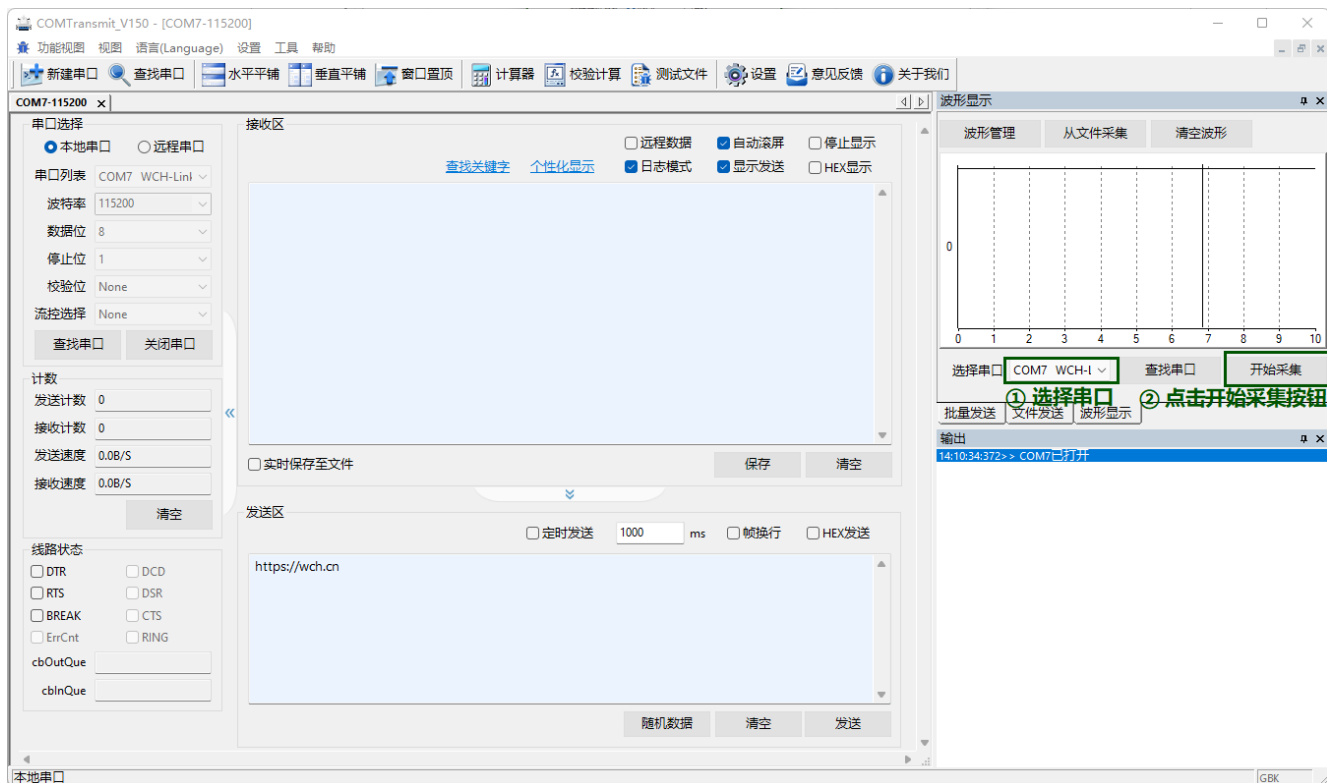 COMTransmit_V150 - [COM7-115200]
功能视图 视图 语言(Language) 设置 工具 帮助
新建串口 查找串口 水平平铺 垂直平铺 窗口置顶 计算器 校验计算 测试文件 设置 意见反馈 关于我们
COM7-115200
串口选择
本地串口 远程串口
串口列表 COM7 WCH-Linl
波特率 115200
数据位 8
停止位 1
校验位 None
流控选择 None
查找串口 关闭串口
计数
发送计数 0
接收计数 0
发送速度 0.0B/S
接收速度 0.0B/S
清空
线路状态
DTR DCD
RTS DSR
BREAK CTS
ErrCnt RING
cbOutQue
cbInQue
接收区
远程数据 自动滚屏 停止显示
查找关键字 个性化显示 日志模式 显示发送 HEX显示
实时保存至文件 保存 清空
发送区
定时发送 1000 ms 帧换行 HEX发送
https://wch.cn
随机数据 清空 发送
波形显示
波形管理 从文件采集 清空波形
0
0 1 2 3 4 5 6 7 8 9 10
选择串口 COM7 WCH-L 查找串口 开始采集
① 选择串口 ② 点击开始采集按钮
批量发送 文件发送 波形显示
输出
14:10:34:372>> COM7已打开
本地串口 GBK